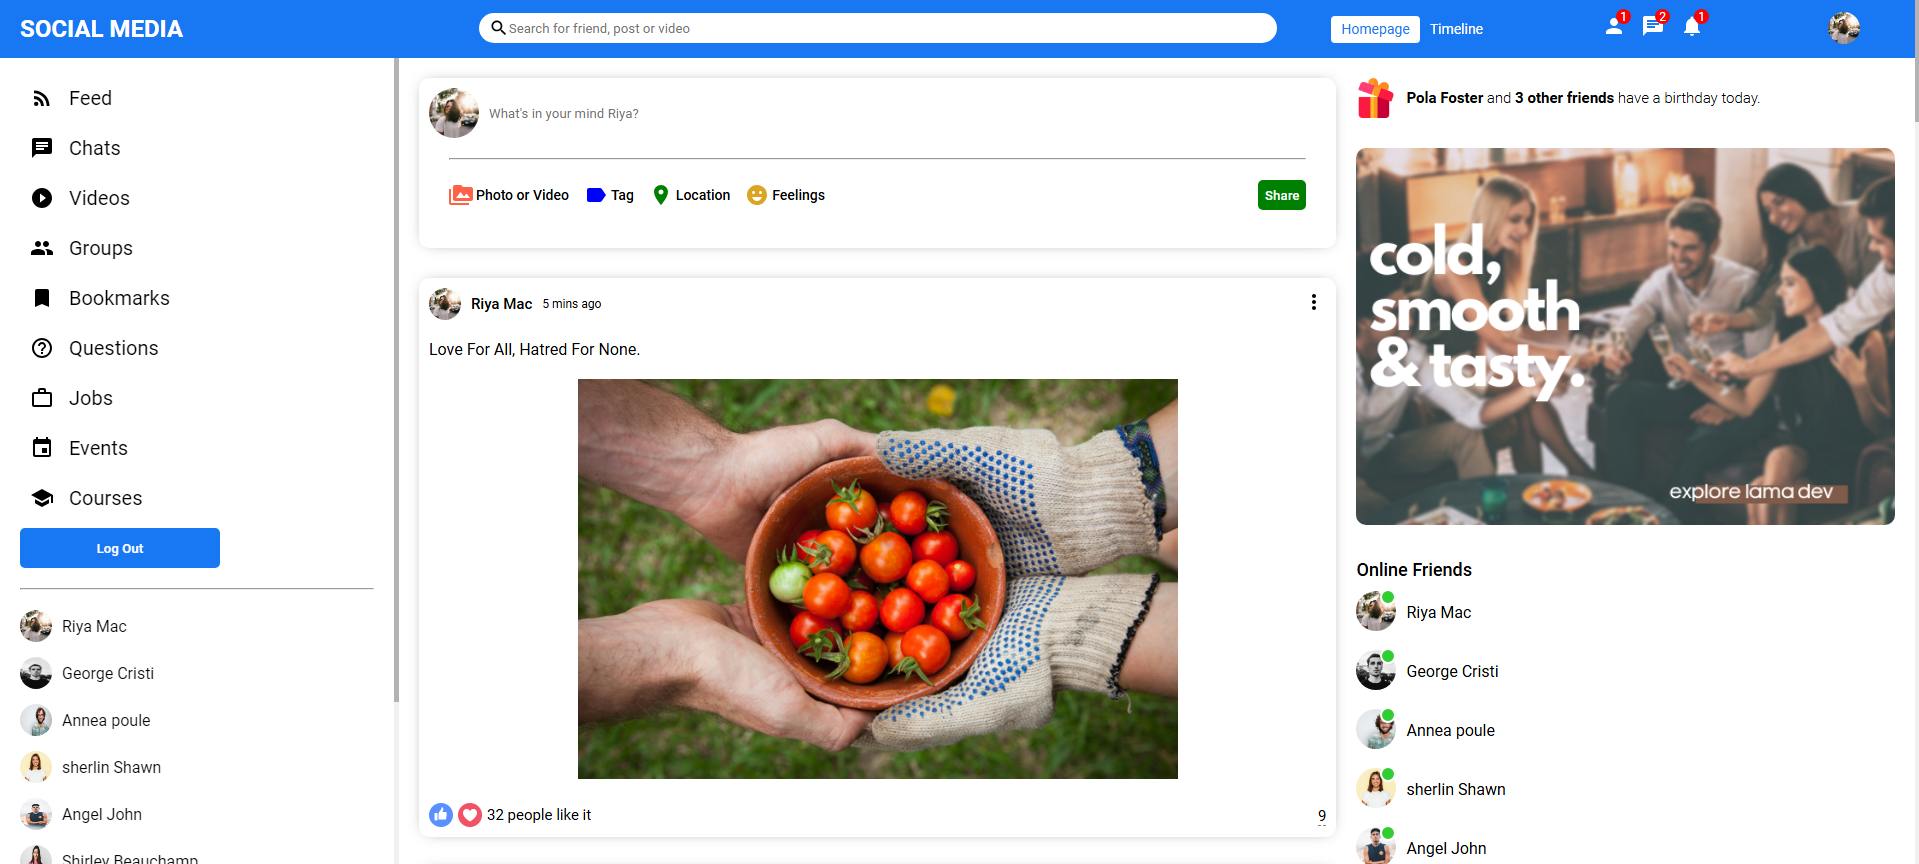 SOCIAL MEDIA
Search for friend, post or video
Homepage
Timeline
1
2
1
Feed
Chats
Videos
Groups
Bookmarks
Questions
Jobs
Events
Courses
Log Out
Riya Mac
George Cristi
Annea poule
sherlin Shawn
Angel John
Shirley Beauchamp
What's in your mind Riya?
Photo or Video
Tag
Location
Feelings
Share
Riya Mac 5 mins ago
Love For All, Hatred For None.
32 people like it
9
Pola Foster and 3 other friends have a birthday today.
cold,
smooth
& tasty.
explore lama dev
Online Friends
Riya Mac
George Cristi
Annea poule
sherlin Shawn
Angel John